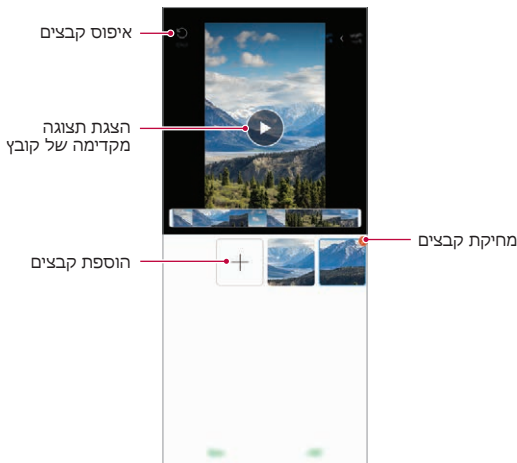 איפוס קבצים
הצגת תצוגה
מקדימה של קובץ
מחיקת קבצים
הוספת קבצים